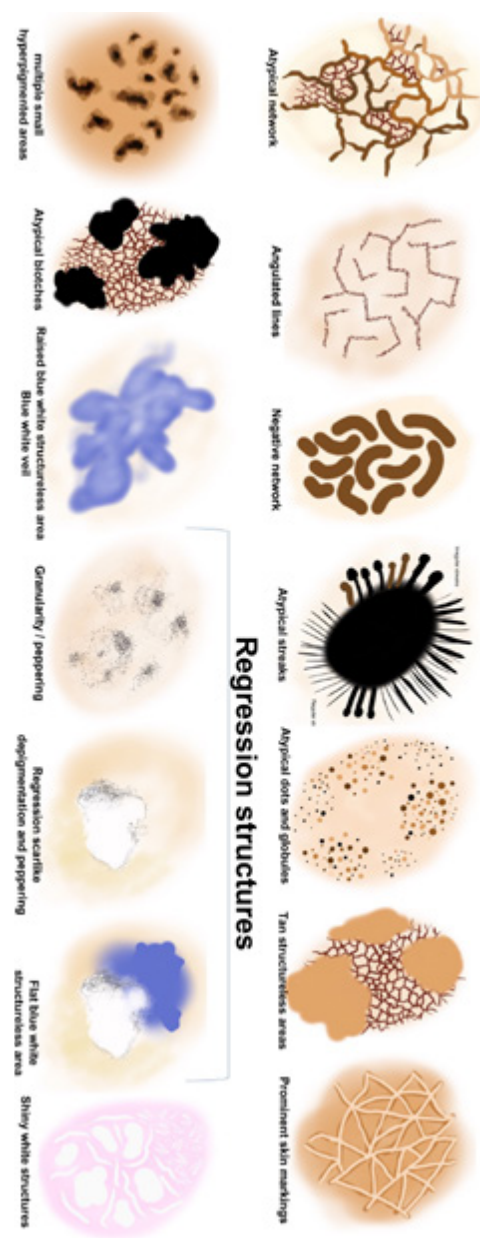 Atypical network
Angulated lines
Negative network
Irregular streaks
Atypical streaks
Atypical dots and globules
Tan structureless areas
Prominent skin markings
Regression structures
multiple small
hyperpigmented areas
Atypical blotches
Raised blue white structureless area
Blue white veil
Granularity / peppering
Regression scarlike
depigmentation and peppering
Flat blue white
structureless area
Shiny white structures